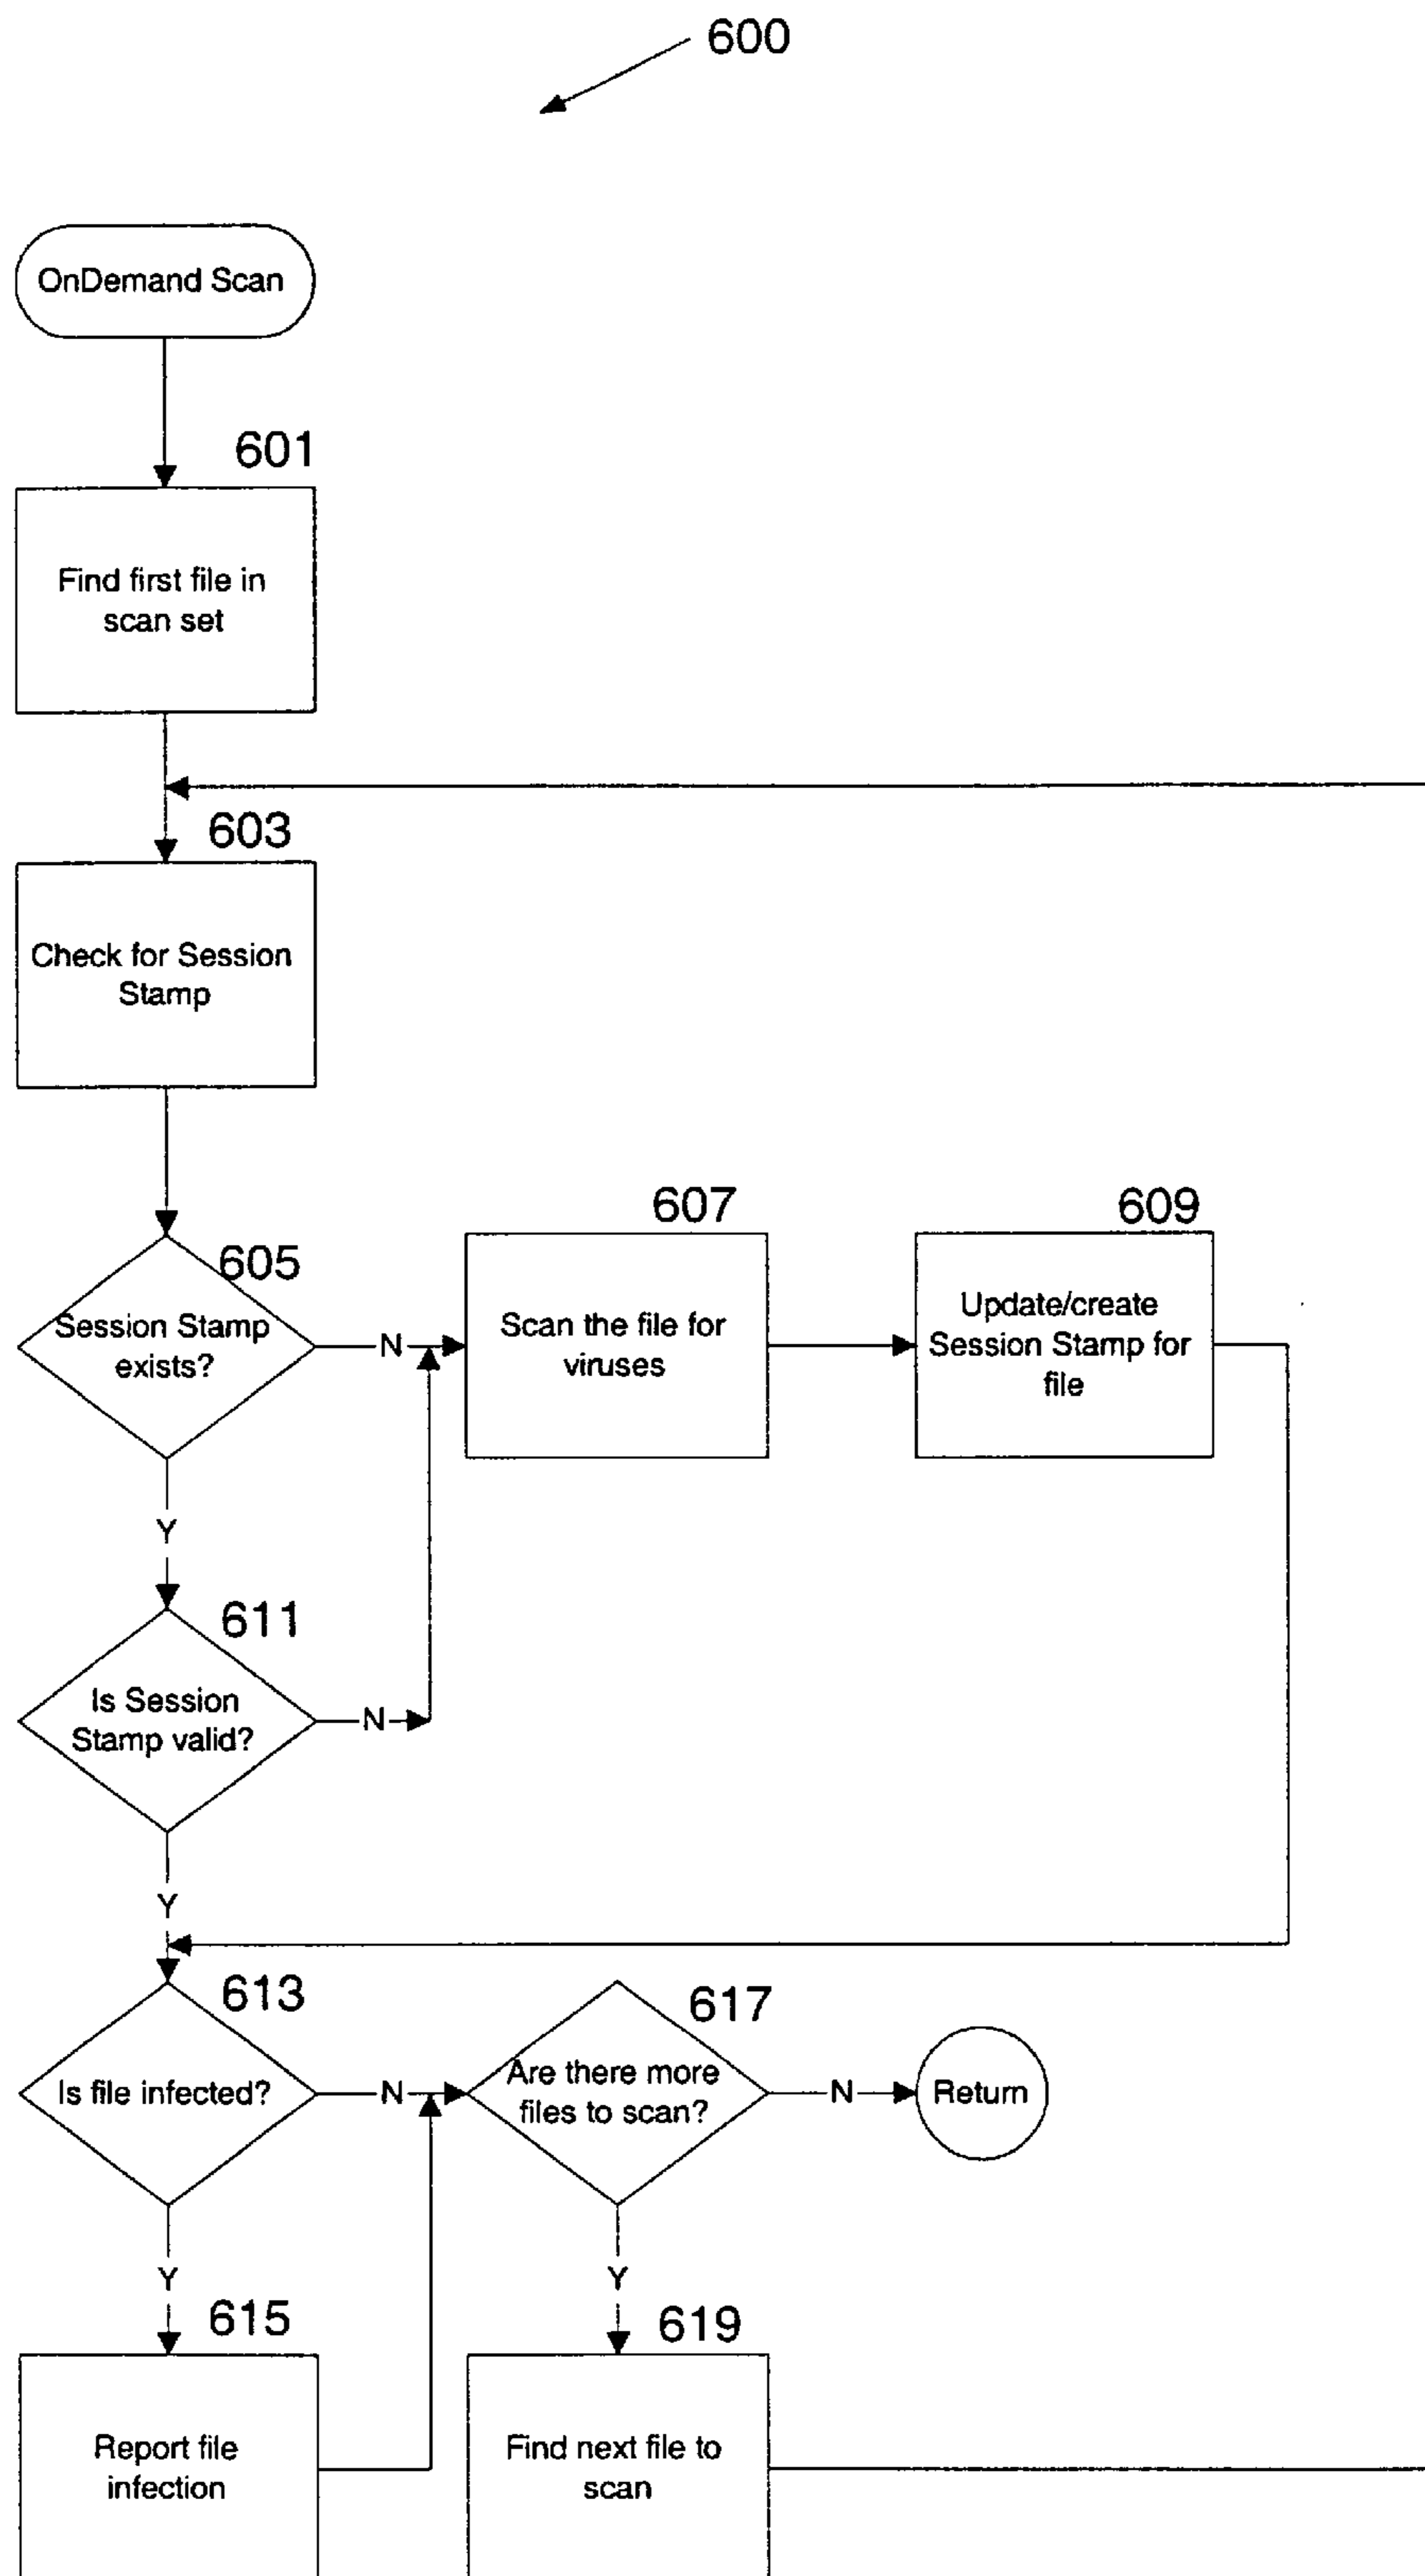 600
OnDemand Scan
601
Find first file in
scan set
603
Check for Session
Stamp
605
Session Stamp
exists?
N
607
Scan the file for
viruses
609
Update/create
Session Stamp for
file
Y
611
Is Session
Stamp valid?
N
Y
613
Is file infected?
N
617
Are there more
files to scan?
N
Return
Y
Y
615
Report file
infection
619
Find next file to
scan